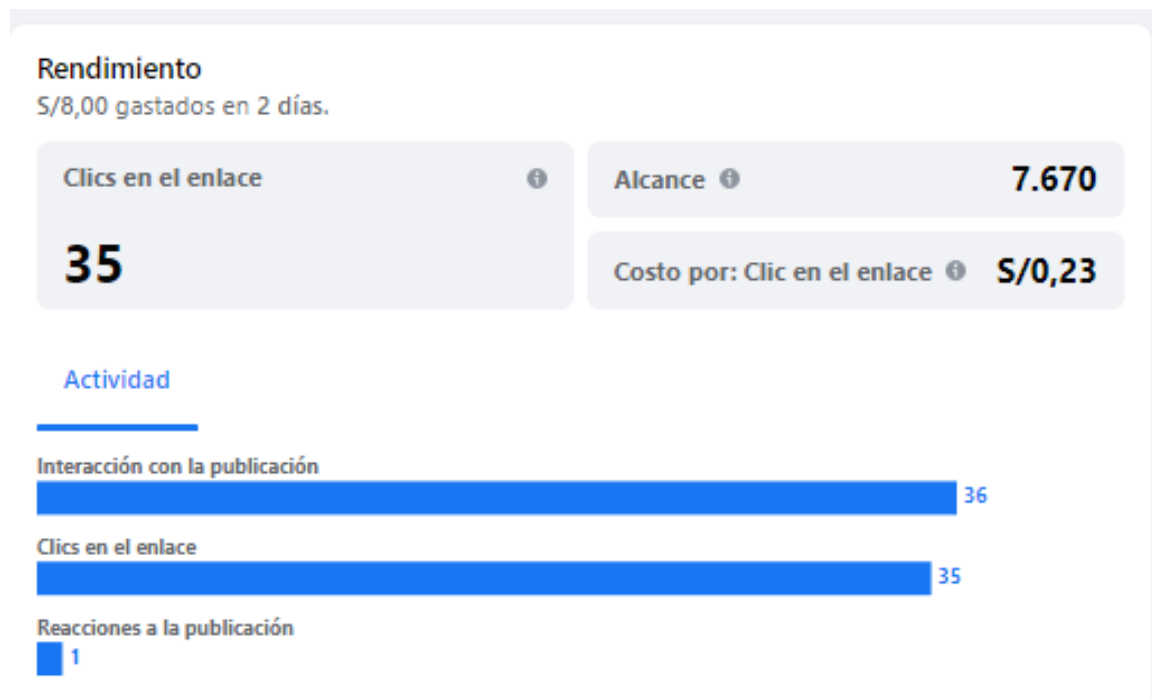 Rendimiento
S/8,00 gastados en 2 días.
Clics en el enlace
35
Alcance 7.670
Costo por: Clic en el enlace S/0,23
Actividad
Interacción con la publicación
36
Clics en el enlace
35
Reacciones a la publicación
1